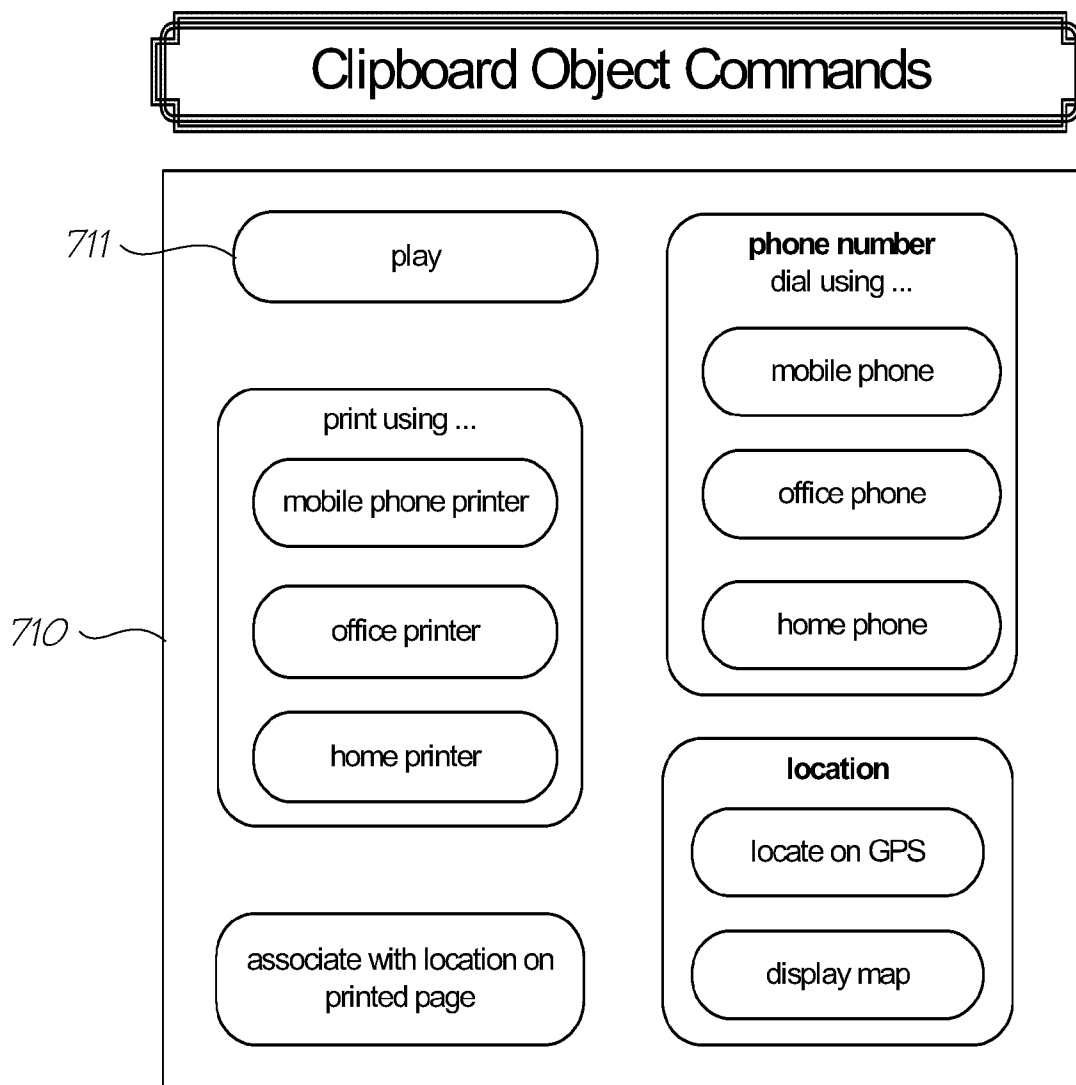 Clipboard Object Commands
711
play
print using ...
mobile phone printer
office printer
home printer
710
associate with location on
printed page
phone number
dial using ...
mobile phone
office phone
home phone
location
locate on GPS
display map